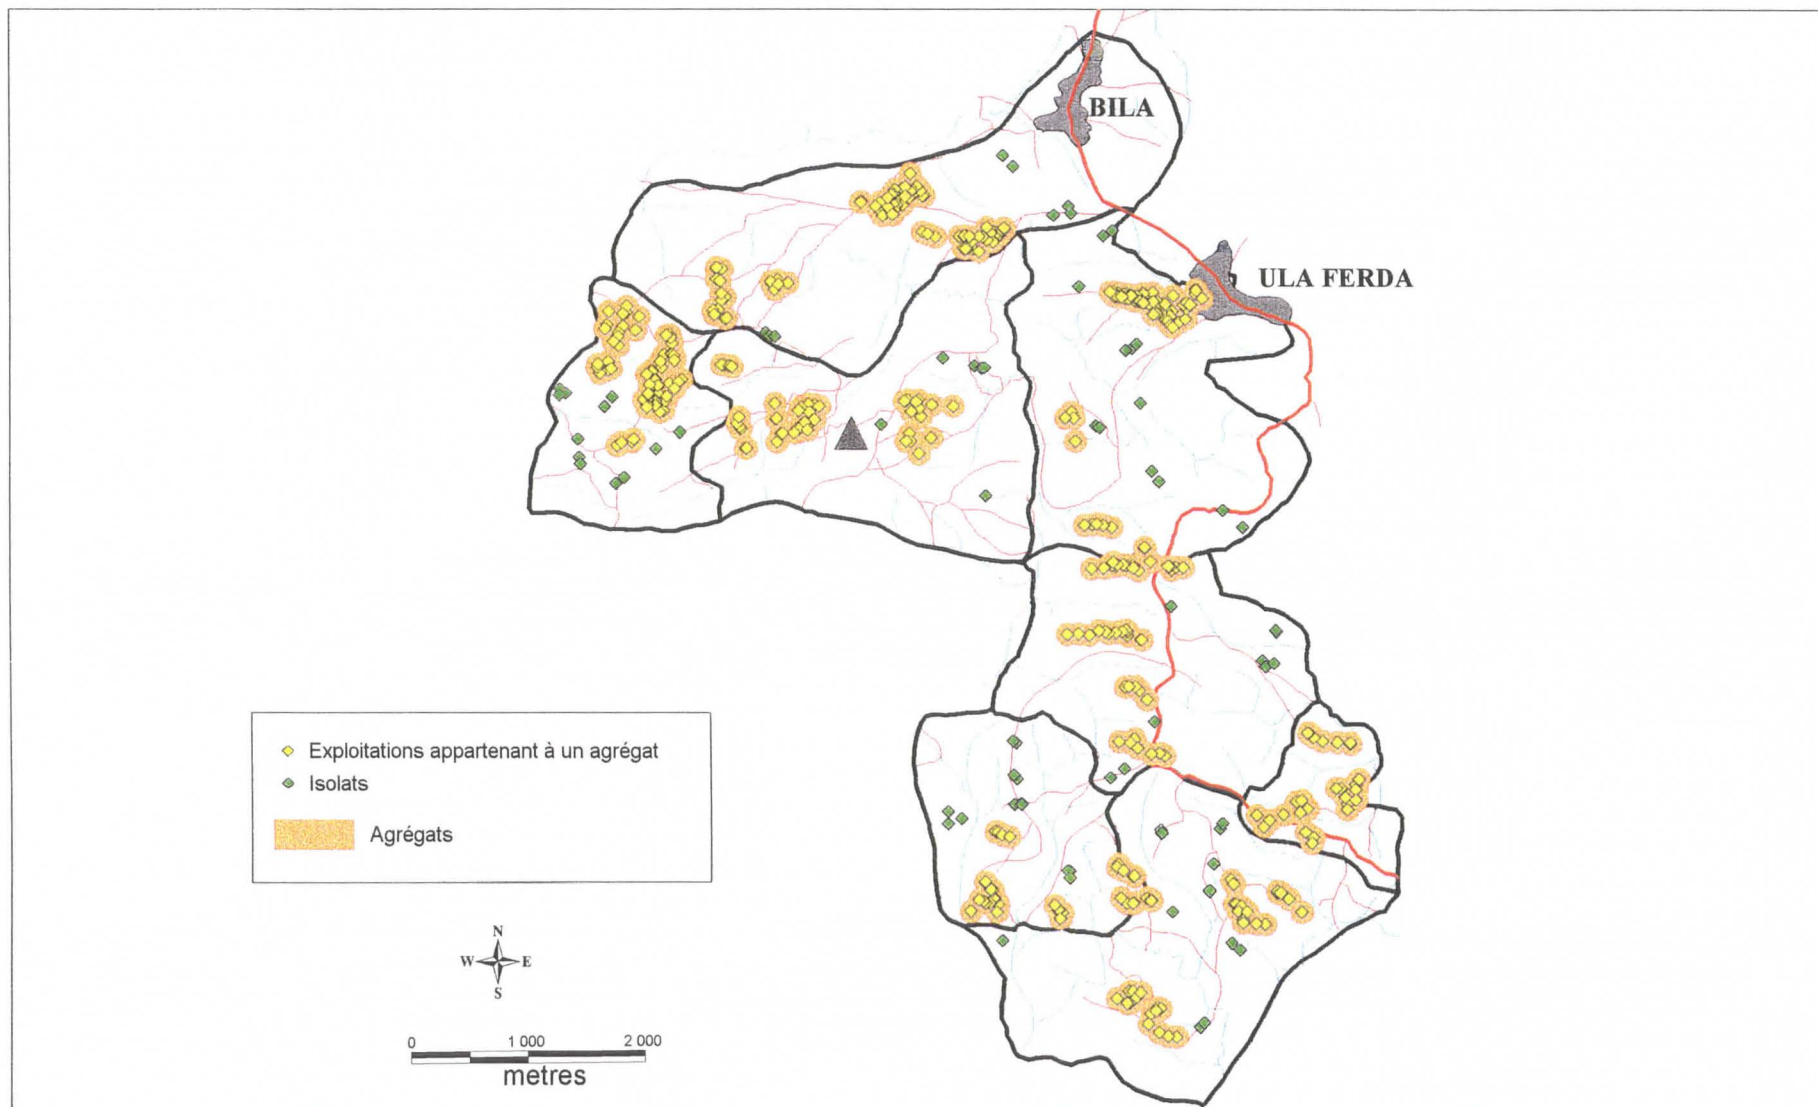 BILA
ULA FERDA
Exploitations appartenant à un agrégat
Isolats
Agrégats
N
W E
S
0 1 000 2 000
metres